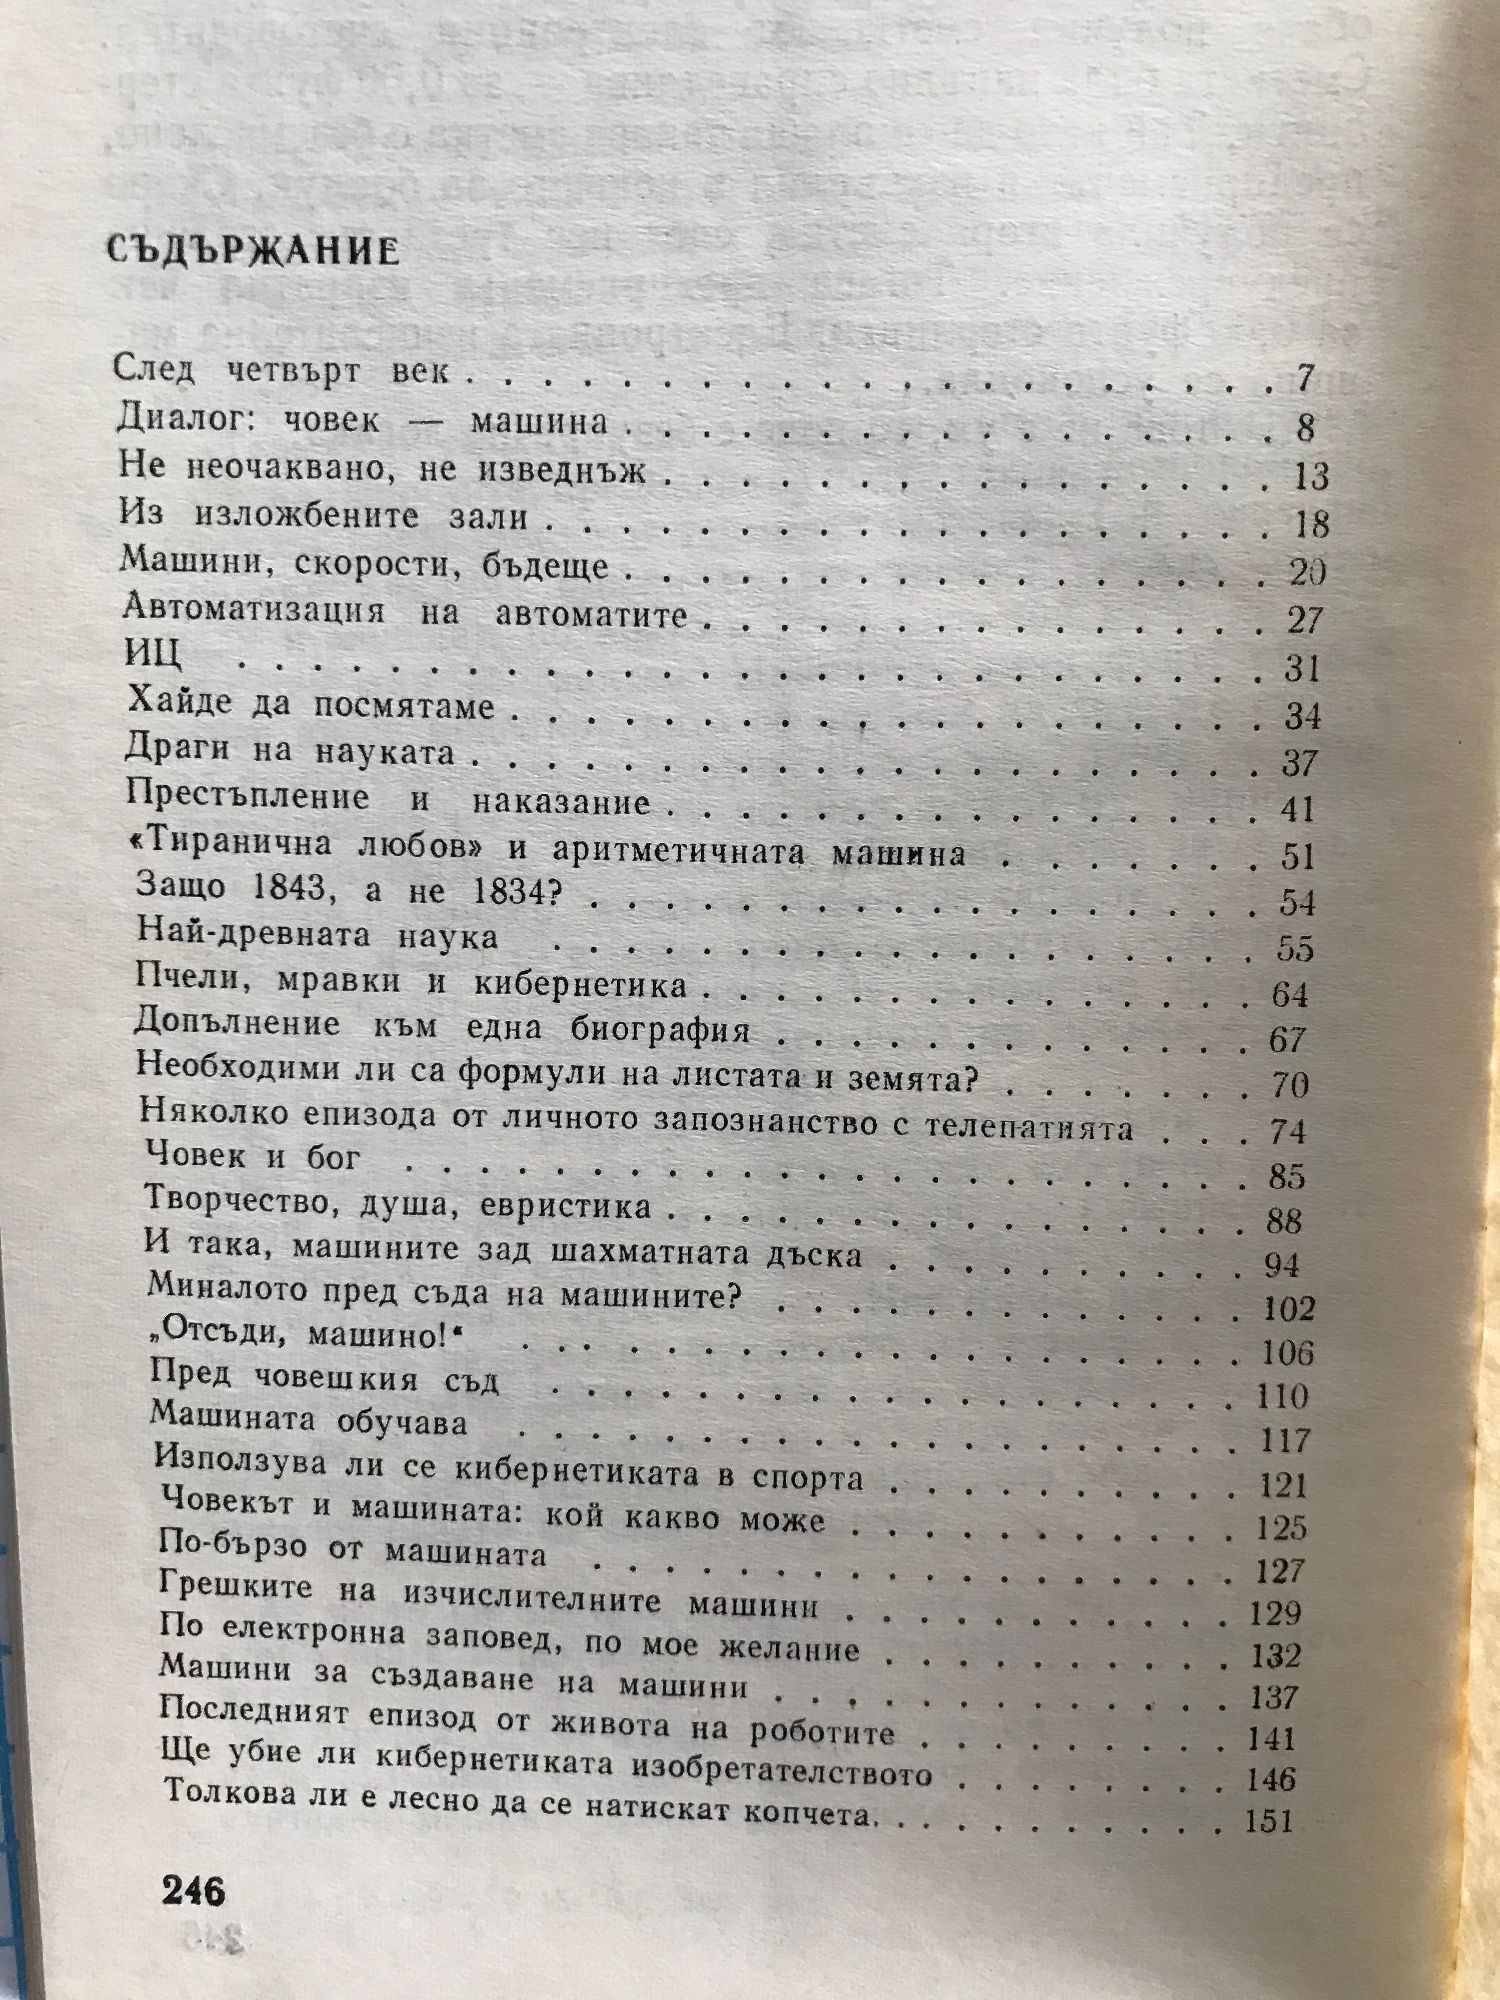 СЪДЪРЖАНИЕ
След четвърт век . . . . . . . . . . . . . . . . . . . . . 7
Диалог: човек — машина . . . . . . . . . . . . . . . . . 8
Не неочаквано, не изведнъж . . . . . . . . . . . . . . . . 13
Из изложбените зали . . . . . . . . . . . . . . . . . . . 18
Машини, скорости, бъдеще . . . . . . . . . . . . . . . . . 20
Автоматизация на автоматите . . . . . . . . . . . . . . . 27
ИЦ . . . . . . . . . . . . . . . . . . . . . . . . . . . 31
Хайде да посмятаме . . . . . . . . . . . . . . . . . . . . 34
Драги на науката . . . . . . . . . . . . . . . . . . . . . 37
Престъпление и наказание . . . . . . . . . . . . . . . . 41
«Тиранична любов» и аритметичната машина . . . . . . . 51
Защо 1843, а не 1834? . . . . . . . . . . . . . . . . . . 54
Най-древната наука . . . . . . . . . . . . . . . . . . . 55
Пчели, мравки и кибернетика . . . . . . . . . . . . . . . 64
Допълнение към една биография . . . . . . . . . . . . . 67
Необходими ли са формули на листата и земята? . . . . . . . 70
Няколко епизода от личното запознанство с телепатията . . . 74
Човек и бог . . . . . . . . . . . . . . . . . . . . . . 85
Творчество, душа, евристика . . . . . . . . . . . . . . . 88
И така, машините зад шахматната дъска . . . . . . . . . . 94
Миналото пред съда на машините? . . . . . . . . . . . . . 102
„Отсъди, машино!“ . . . . . . . . . . . . . . . . . . . 106
Пред човешкия съд . . . . . . . . . . . . . . . . . . . 110
Машината обучава . . . . . . . . . . . . . . . . . . . . 117
Използува ли се кибернетиката в спорта . . . . . . . . . . 121
Човекът и машината: кой какво може . . . . . . . . . . . 125
По-бързо от машината . . . . . . . . . . . . . . . . . . 127
Грешките на изчислителните машини . . . . . . . . . . . 129
По електронна заповед, по мое желание . . . . . . . . . . 132
Машини за създаване на машини . . . . . . . . . . . . . 137
Последният епизод от живота на роботите . . . . . . . . . 141
Ще убие ли кибернетиката изобретателството . . . . . . . . 146
Толкова ли е лесно да се натискат копчета. . . . . . . . . . 151
246